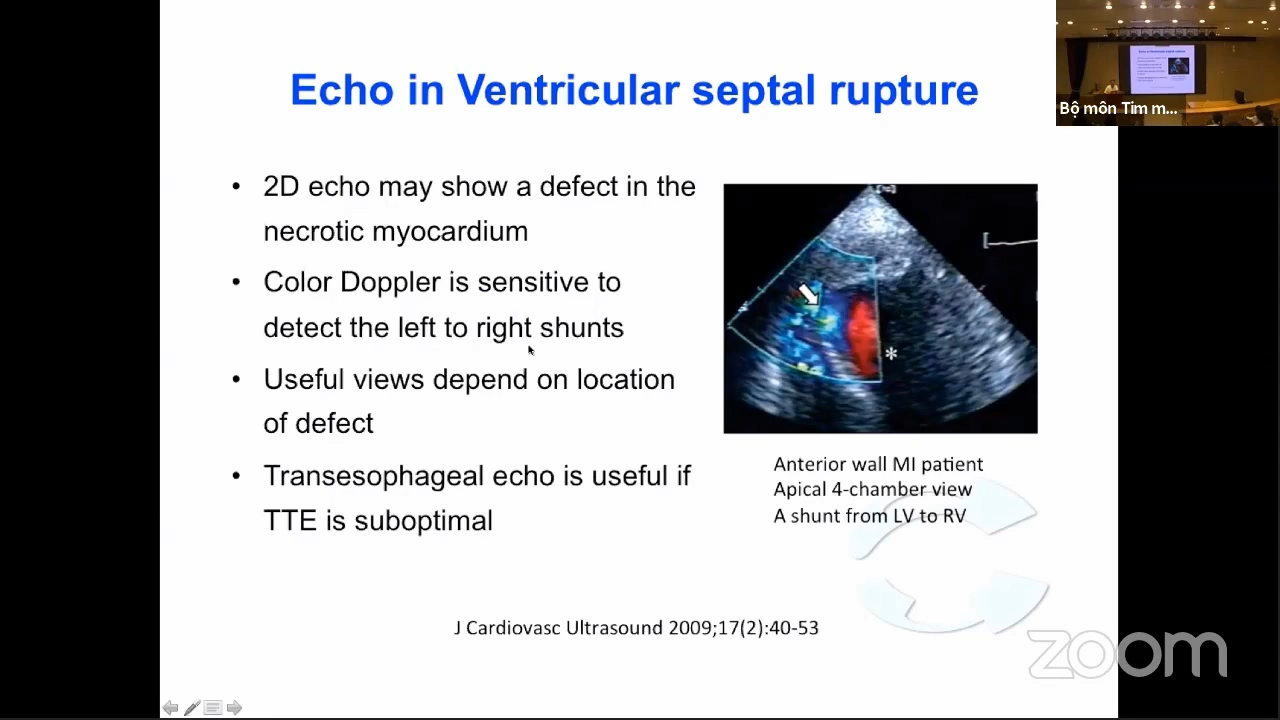 Echo in Ventricular septal rupture
• 2D echo may show a defect in the
necrotic myocardium
• Color Doppler is sensitive to
detect the left to right shunts
• Useful views depend on location
of defect
• Transesophageal echo is useful if
TTE is suboptimal
*
Anterior wall MI patient
Apical 4-chamber view
A shunt from LV to RV
J Cardiovasc Ultrasound 2009;17(2):40-53
Bộ môn Tim m...
zoom